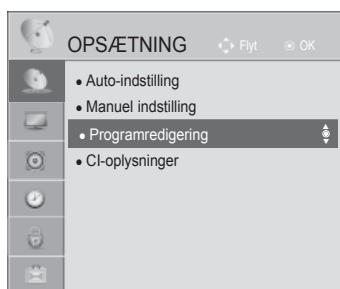 OPSÆTNING Flyt OK
• Auto-indstilling
• Manuel indstilling
• Programredigering
• CI-oplysninger